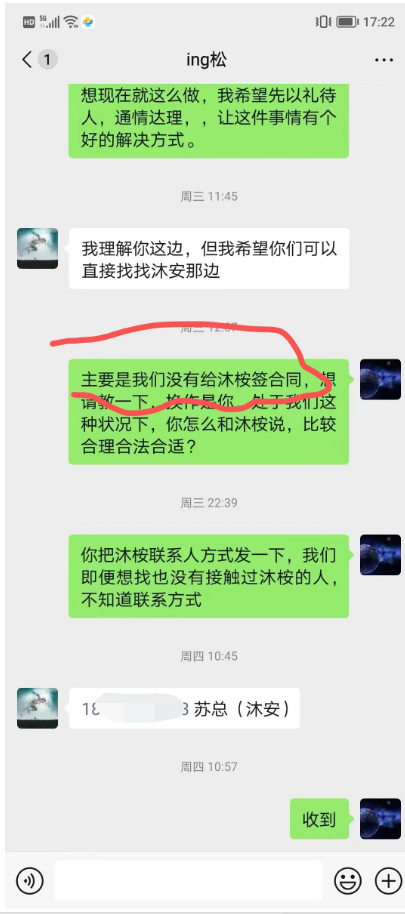 HD 5G 17:22
1 ing松
想现在就这么做，我希望先以礼待
人，通情达理，，让这件事情有个
好的解决方式。
周三 11:45
我理解你这边，但我希望你们可以
直接找找沐安那边
周三 12:37
主要是我们没有给沐桉签合同，想
请教一下，换作是你，处于我们这
种状况下，你怎么和沐桉说，比较
合理合法合适？
周三 22:39
你把沐桉联系人方式发一下，我们
即便想找也没有接触过沐桉的人，
不知道联系方式
周四 10:45
18 3 苏总（沐安）
周四 10:57
收到